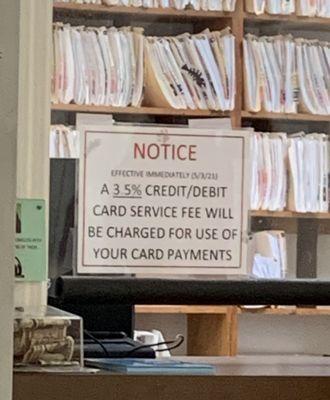 NOTICE
EFFECTIVE IMMEDIATELY (5/3/21)
A 3.5% CREDIT/DEBIT
CARD SERVICE FEE WILL
BE CHARGED FOR USE OF
YOUR CARD PAYMENTS